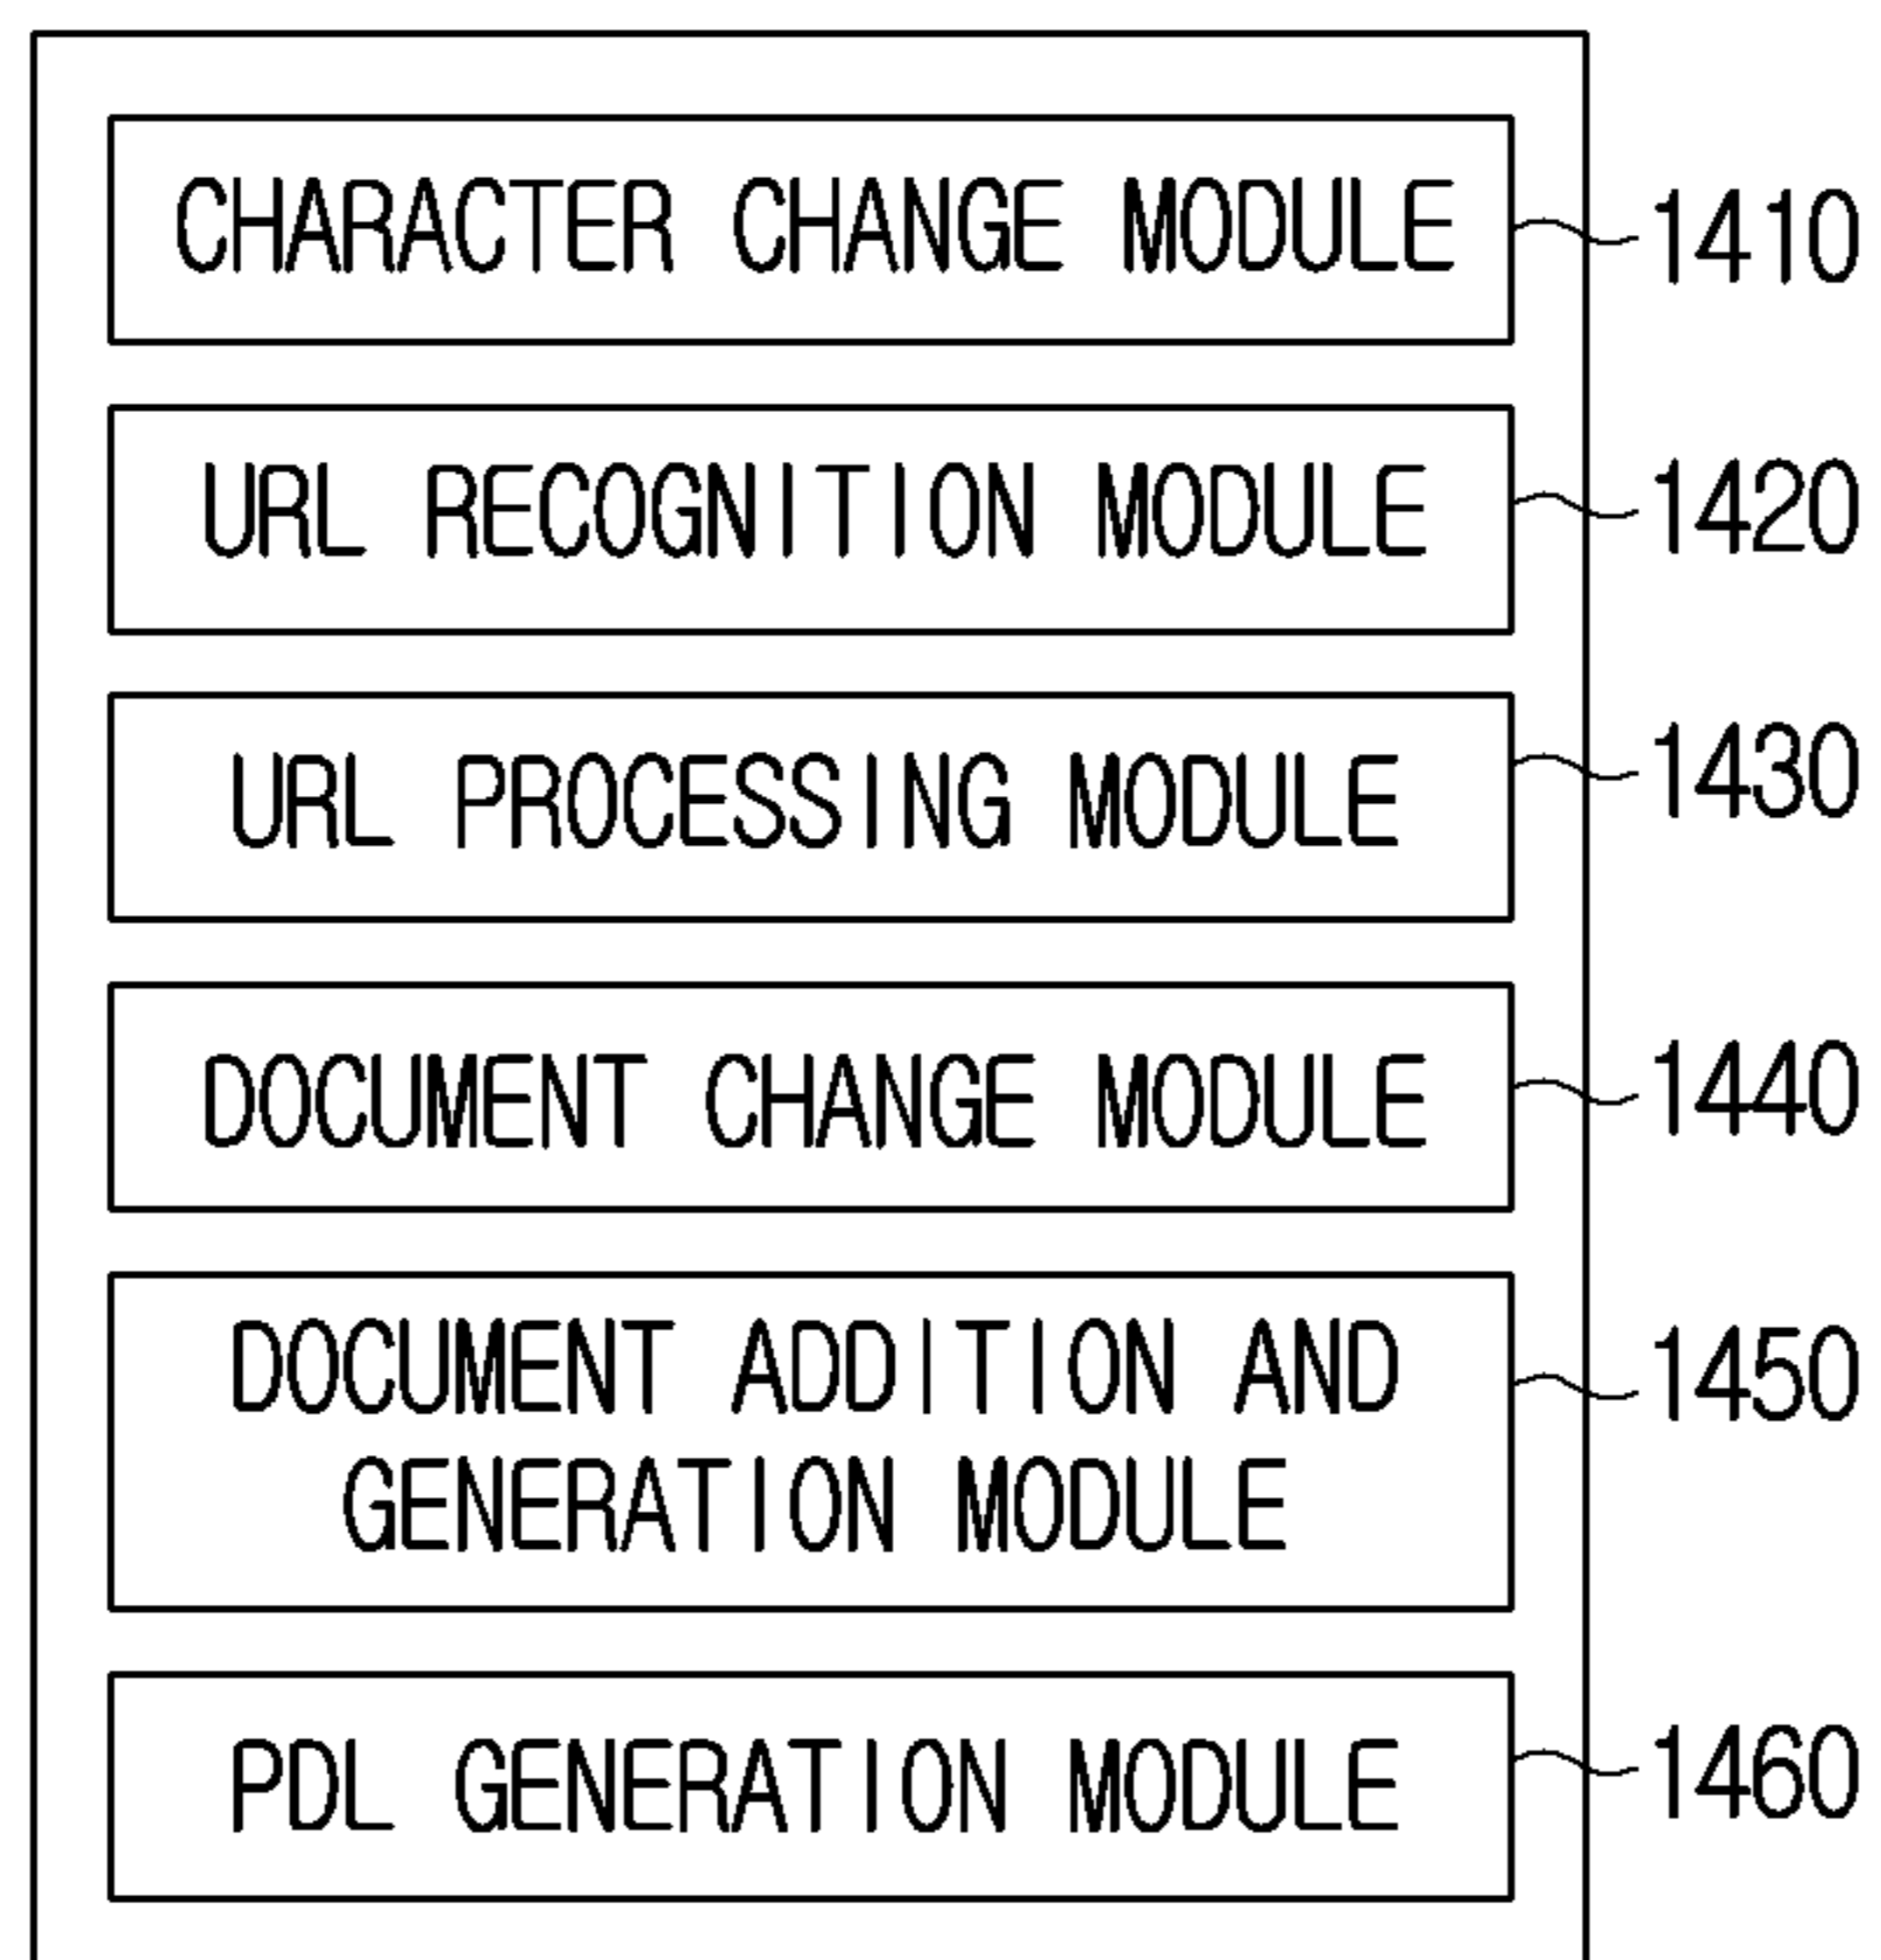 CHARACTER CHANGE MODULE
1410
URL RECOGNITION MODULE
1420
URL PROCESSING MODULE
1430
DOCUMENT CHANGE MODULE
1440
DOCUMENT ADDITION AND
GENERATION MODULE
1450
PDL GENERATION MODULE
1460